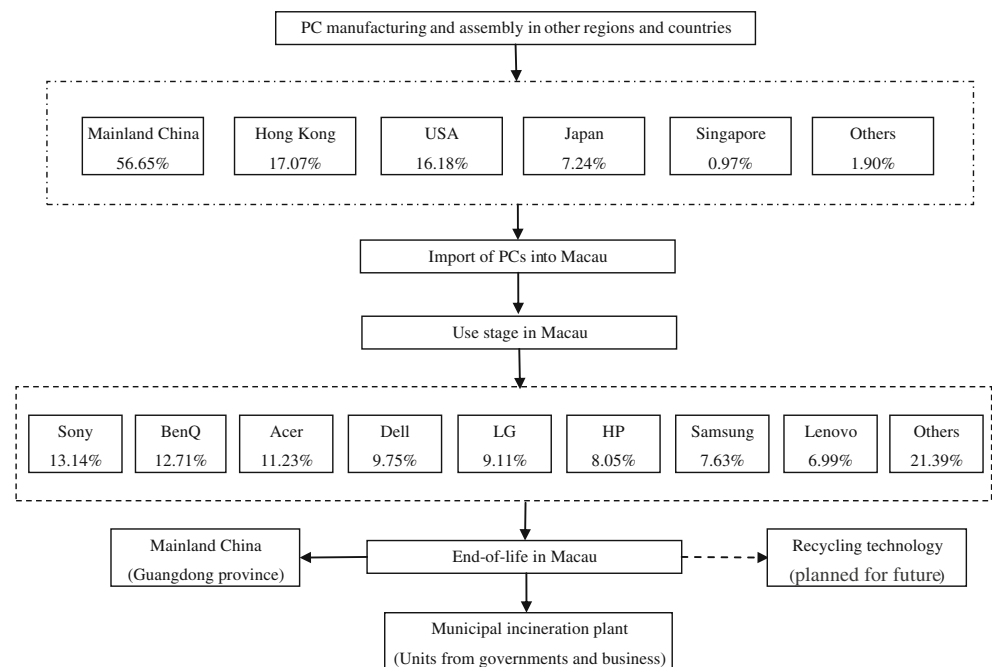 PC manufacturing and assembly in other regions and countries
Mainland China
56.65%
Hong Kong
17.07%
USA
16.18%
Japan
7.24%
Singapore
0.97%
Others
1.90%
Import of PCs into Macau
Use stage in Macau
Sony
13.14%
BenQ
12.71%
Acer
11.23%
Dell
9.75%
LG
9.11%
HP
8.05%
Samsung
7.63%
Lenovo
6.99%
Others
21.39%
Mainland China
(Guangdong province)
End-of-life in Macau
Recycling technology
(planned for future)
Municipal incineration plant
(Units from governments and business)